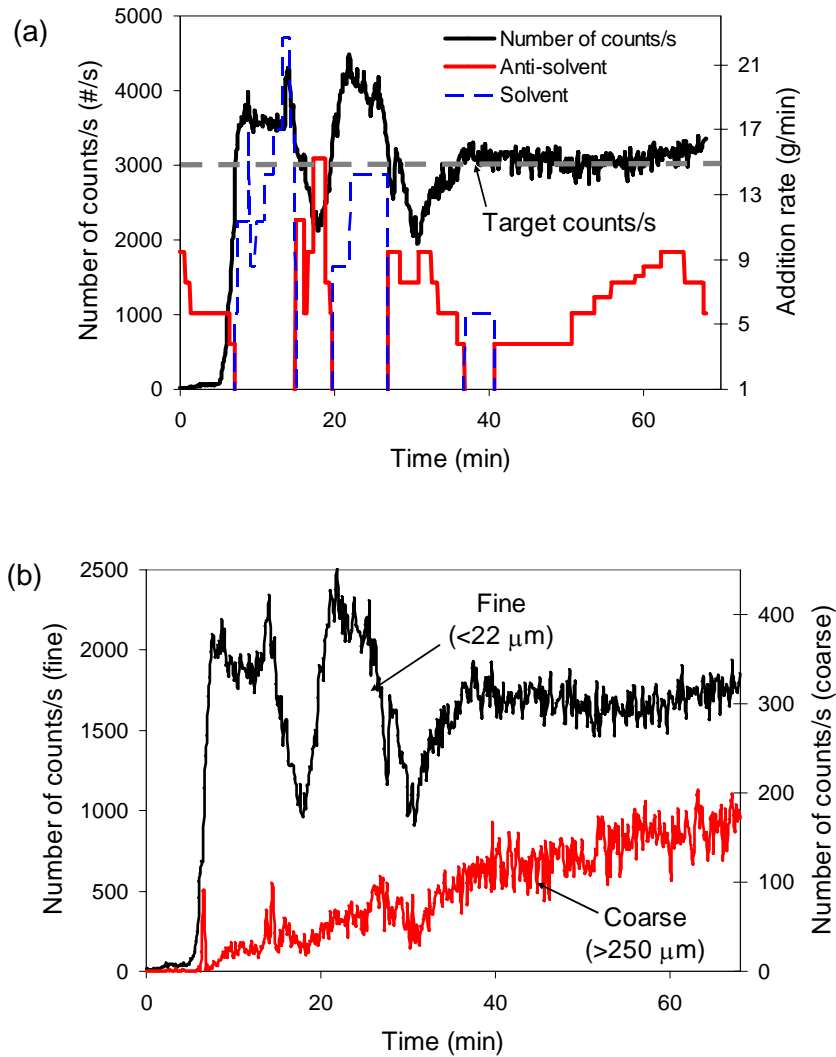 (a)
Number of counts/s (#/s)
5000
4000
3000
2000
1000
0
Number of counts/s
Anti-solvent
Solvent
Target counts/s
21
17
14
9
5
1
Addition rate (g/min)
0 20 40 60
Time (min)
(b)
Number of counts/s (fine)
2500
2000
1500
1000
500
0
Fine
(<22 μm)
Coarse
(>250 μm)
400
300
200
100
0
Number of counts/s (coarse)
0 20 40 60
Time (min)